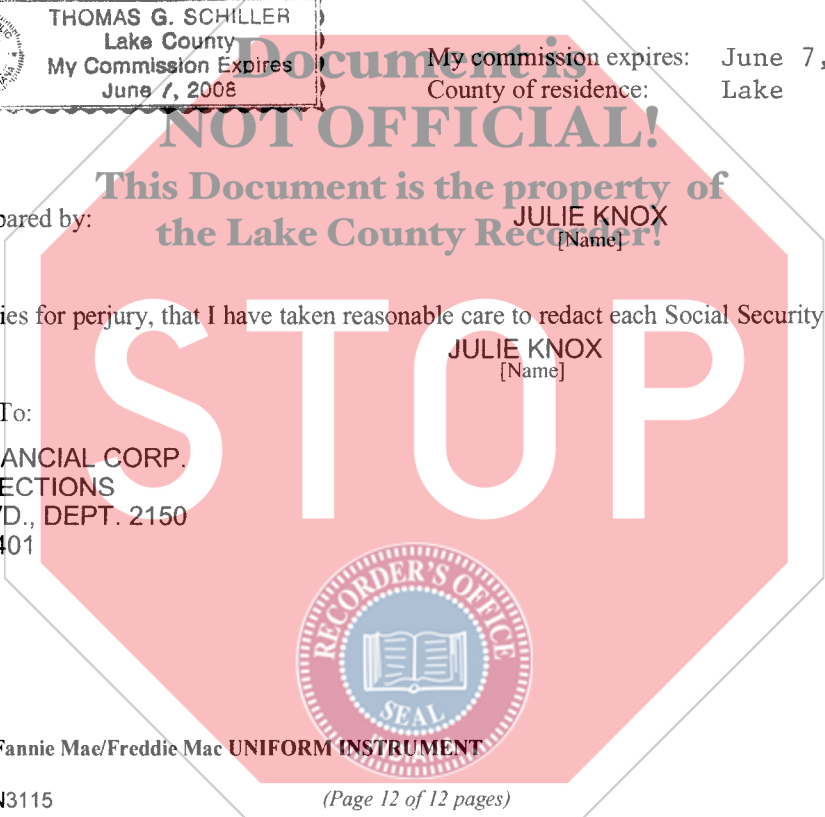 THOMAS G. SCHILLER
Lake County
My Commission Expires
June 7, 2008
My commission expires: June 7,
County of residence: Lake
Document is
NOT OFFICIAL!
This Document is the property of
the Lake County Recorder!
pared by:
JULIE KNOX
[Name]
ies for perjury, that I have taken reasonable care to redact each Social Security
JULIE KNOX
[Name]
STOP
To:
ANCIAL CORP.
ECTIONS
D., DEPT. 2150
401
RECORDER'S OFFICE
SEAL
INDIANA
Fannie Mae/Freddie Mac UNIFORM INSTRUMENT
N3115
(Page 12 of 12 pages)